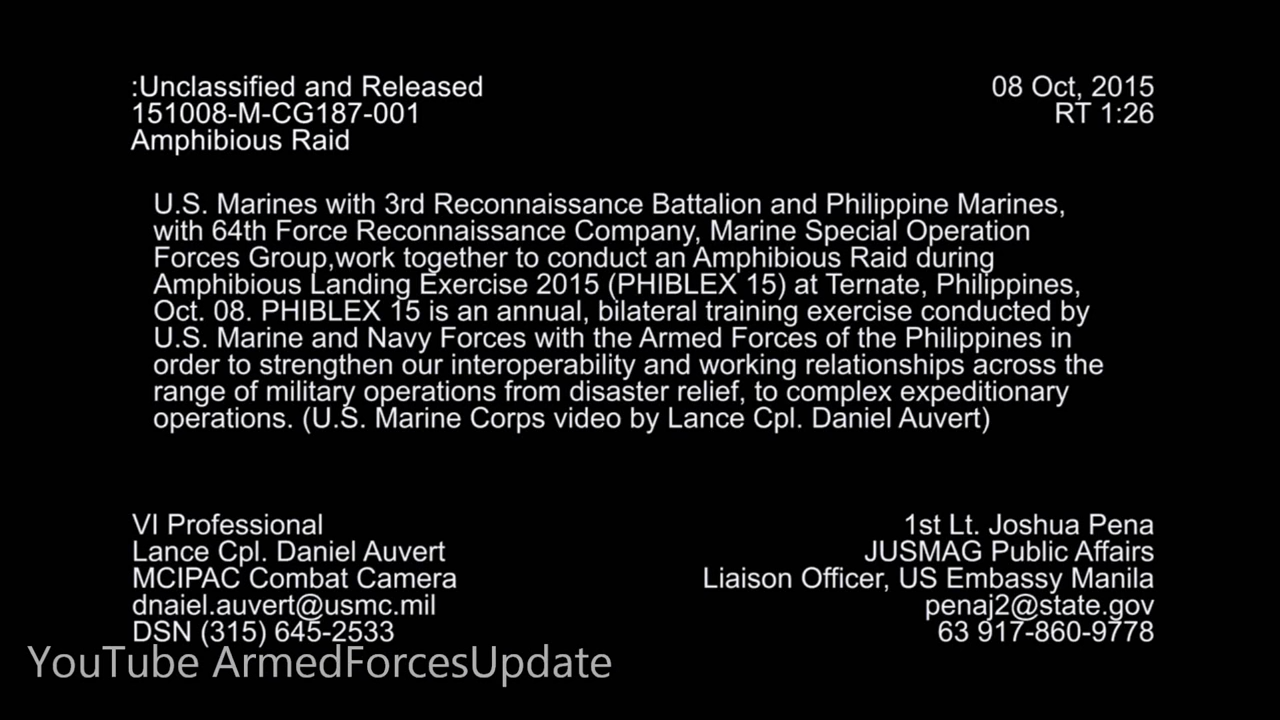 :Unclassified and Released
08 Oct, 2015
151008-M-CG187-001
RT 1:26
Amphibious Raid
U.S. Marines with 3rd Reconnaissance Battalion and Philippine Marines,
with 64th Force Reconnaissance Company, Marine Special Operation
Forces Group,work together to conduct an Amphibious Raid during
Amphibious Landing Exercise 2015 (PHIBLEX 15) at Ternate, Philippines,
Oct. 08. PHIBLEX 15 is an annual, bilateral training exercise conducted by
U.S. Marine and Navy Forces with the Armed Forces of the Philippines in
order to strengthen our interoperability and working relationships across the
range of military operations from disaster relief, to complex expeditionary
operations. (U.S. Marine Corps video by Lance Cpl. Daniel Auvert)
VI Professional
Lance Cpl. Daniel Auvert
MCIPAC Combat Camera
dnaiel.auvert@usmc.mil
DSN (315) 645-2533
1st Lt. Joshua Pena
JUSMAG Public Affairs
Liaison Officer, US Embassy Manila
penaj2@state.gov
63 917-860-9778
YouTube ArmedForcesUpdate